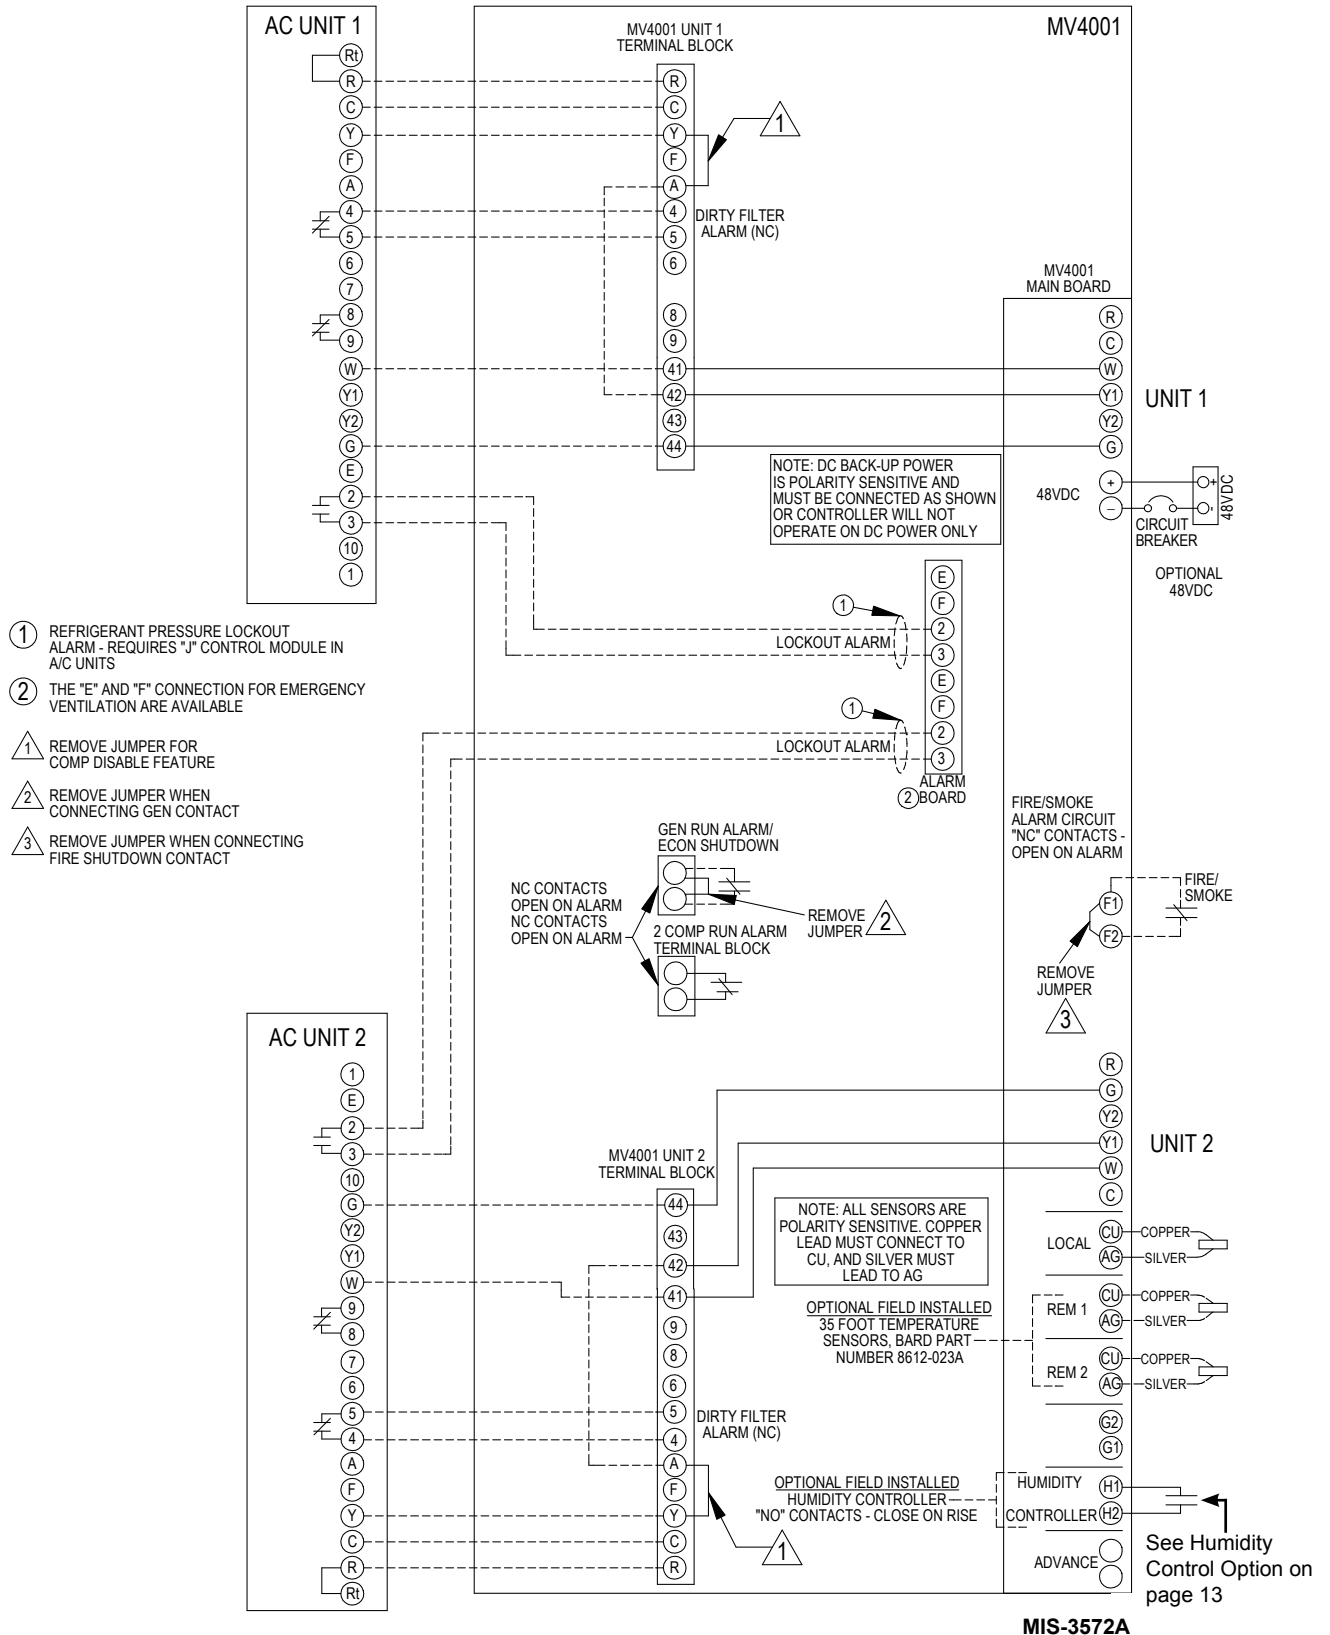 AC UNIT 1
Rt
R
C
Y
F
A
4
5
6
7
8
9
W
Y1
Y2
G
E
2
3
10
1
MV4001 UNIT 1
TERMINAL BLOCK
R
C
Y
F
A
4
5
6
8
9
41
42
43
44
1
DIRTY FILTER
ALARM (NC)
MV4001
MV4001
MAIN BOARD
R
C
W
Y1
Y2
G
UNIT 1
48VDC
+
–
+
-
48VDC
CIRCUIT
BREAKER
OPTIONAL
48VDC
NOTE: DC BACK-UP POWER
IS POLARITY SENSITIVE AND
MUST BE CONNECTED AS SHOWN
OR CONTROLLER WILL NOT
OPERATE ON DC POWER ONLY
E
F
2
3
E
F
2
3
1
LOCKOUT ALARM
1
LOCKOUT ALARM
ALARM
2 BOARD
1 REFRIGERANT PRESSURE LOCKOUT
ALARM - REQUIRES "J" CONTROL MODULE IN
A/C UNITS
2 THE "E" AND "F" CONNECTION FOR EMERGENCY
VENTILATION ARE AVAILABLE
1 REMOVE JUMPER FOR
COMP DISABLE FEATURE
2 REMOVE JUMPER WHEN
CONNECTING GEN CONTACT
3 REMOVE JUMPER WHEN CONNECTING
FIRE SHUTDOWN CONTACT
GEN RUN ALARM/
ECON SHUTDOWN
NC CONTACTS
OPEN ON ALARM
NC CONTACTS
OPEN ON ALARM
REMOVE
JUMPER
2
2 COMP RUN ALARM
TERMINAL BLOCK
FIRE/SMOKE
ALARM CIRCUIT
"NC" CONTACTS -
OPEN ON ALARM
F1
F2
FIRE/
SMOKE
REMOVE
JUMPER
3
AC UNIT 2
1
E
2
3
10
G
Y2
Y1
W
9
8
7
6
5
4
A
F
Y
C
R
Rt
MV4001 UNIT 2
TERMINAL BLOCK
44
43
42
41
9
8
6
5
4
A
F
Y
C
R
DIRTY FILTER
ALARM (NC)
1
R
G
Y2
Y1
W
C
UNIT 2
NOTE: ALL SENSORS ARE
POLARITY SENSITIVE. COPPER
LEAD MUST CONNECT TO
CU, AND SILVER MUST
LEAD TO AG
LOCAL
CU COPPER
AG SILVER
OPTIONAL FIELD INSTALLED
35 FOOT TEMPERATURE
SENSORS, BARD PART
NUMBER 8612-023A
REM 1
CU COPPER
AG SILVER
REM 2
CU COPPER
AG SILVER
G2
G1
OPTIONAL FIELD INSTALLED
HUMIDITY CONTROLLER
"NO" CONTACTS - CLOSE ON RISE
HUMIDITY H1
CONTROLLER H2
ADVANCE
See Humidity
Control Option on
page 13
MIS-3572A